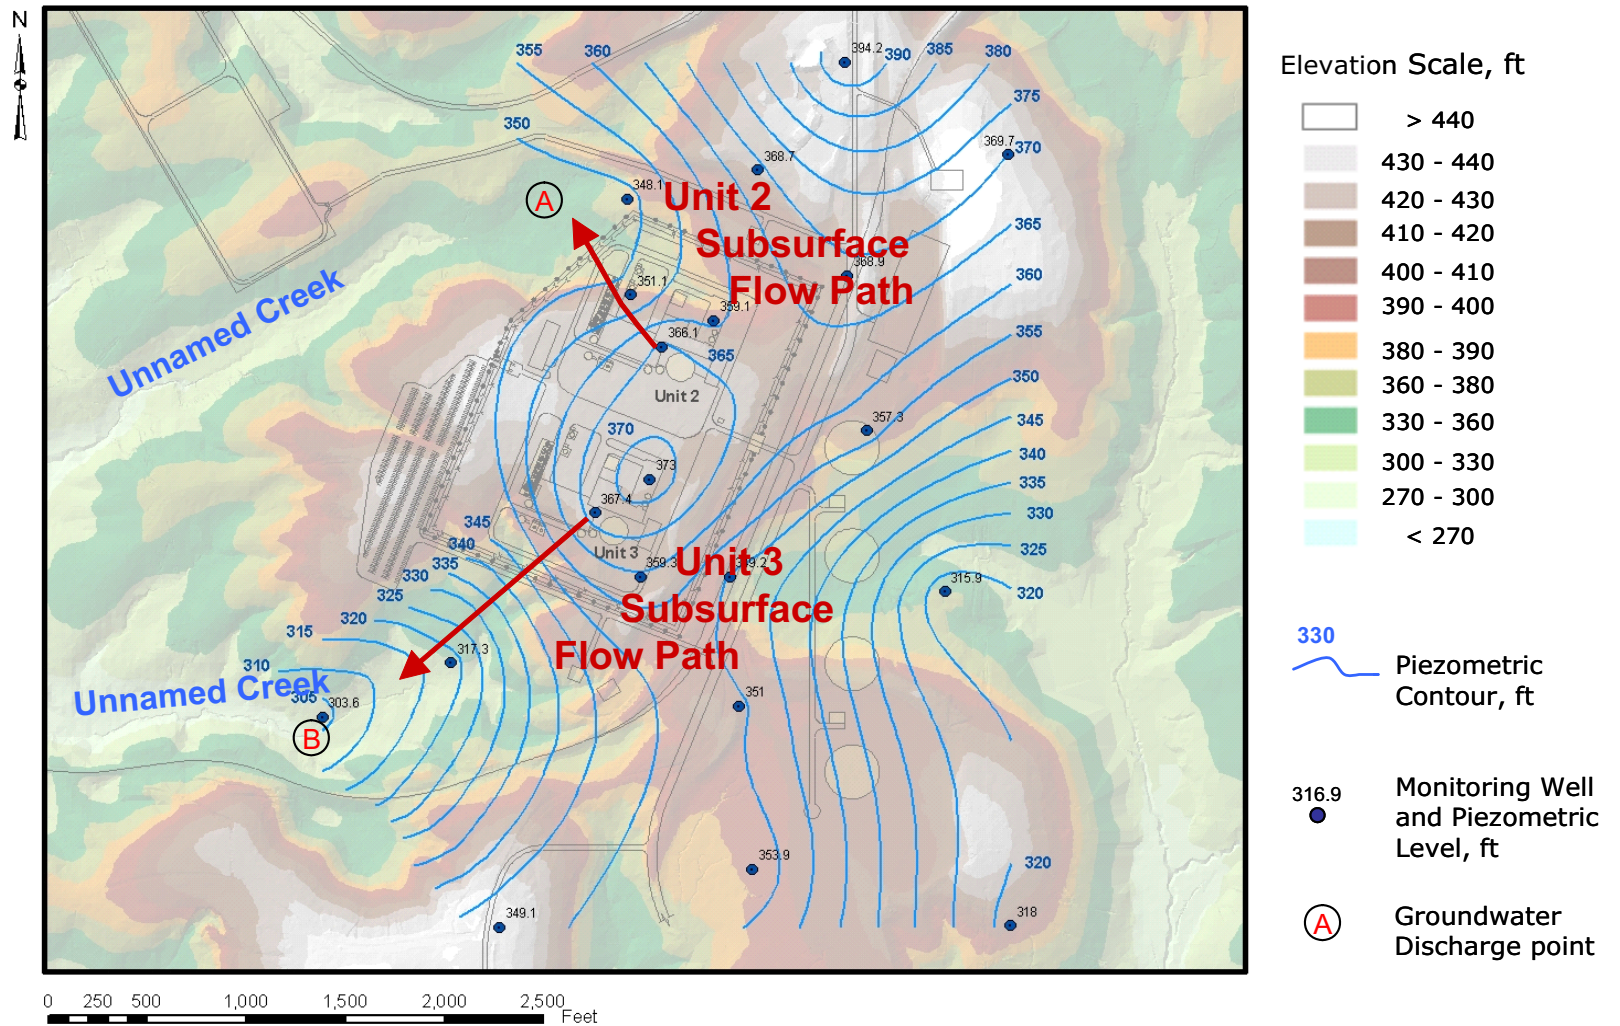 N
355
360
394.2
390
385
380
375
350
369.7
370
368.7
A
348.1
Unit 2
Subsurface
Flow Path
365
368.9
360
351.1
359.1
366.1
365
355
Unnamed Creek
350
Unit 2
357.3
345
370
340
373
335
367.4
345
330
340
Unit 3
325
335
359.3
Unit 3
Subsurface
Flow Path
330
315.9
320
325
320
315
317.3
310
Unnamed Creek
305
303.6
B
351
353.9
320
349.1
318
0 250 500 1,000 1,500 2,000 2,500
Feet
Elevation Scale, ft
> 440
430 - 440
420 - 430
410 - 420
400 - 410
390 - 400
380 - 390
360 - 380
330 - 360
300 - 330
270 - 300
< 270
330
Piezometric
Contour, ft
316.9
Monitoring Well
and Piezometric
Level, ft
A
Groundwater
Discharge point